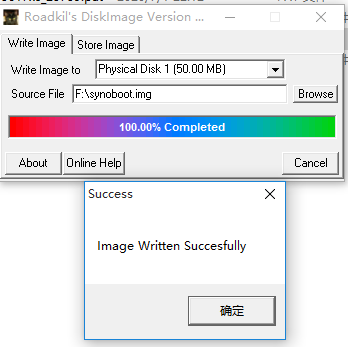 Roadkil's DiskImage Version
Write Image
Store Image
Write Image to
Physical Disk 1 (50.00 MB)
Source File
F:\synoboot.img
Browse
100.00% Completed
About
Online Help
Cancel
Success
Image Written Succesfully
确定